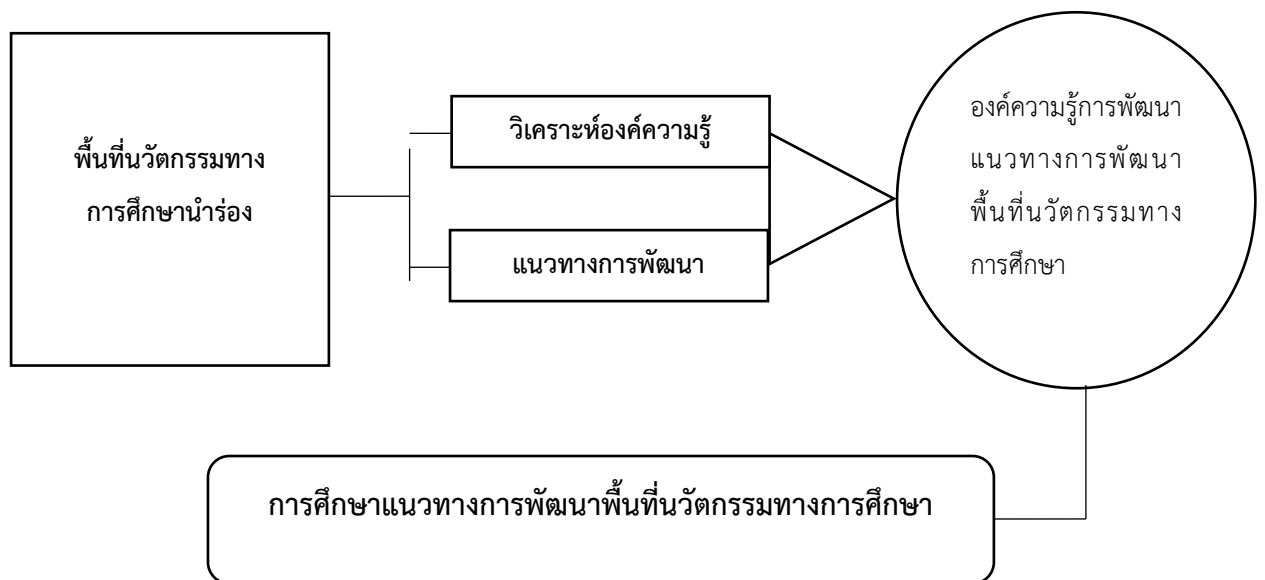 พื้นที่นวัตกรรมทาง
การศึกษานำร่อง
วิเคราะห์องค์ความรู้
แนวทางการพัฒนา
องค์ความรู้การพัฒนา
แนวทางการพัฒนา
พื้นที่นวัตกรรมทาง
การศึกษา
การศึกษาแนวทางการพัฒนาพื้นที่นวัตกรรมทางการศึกษา